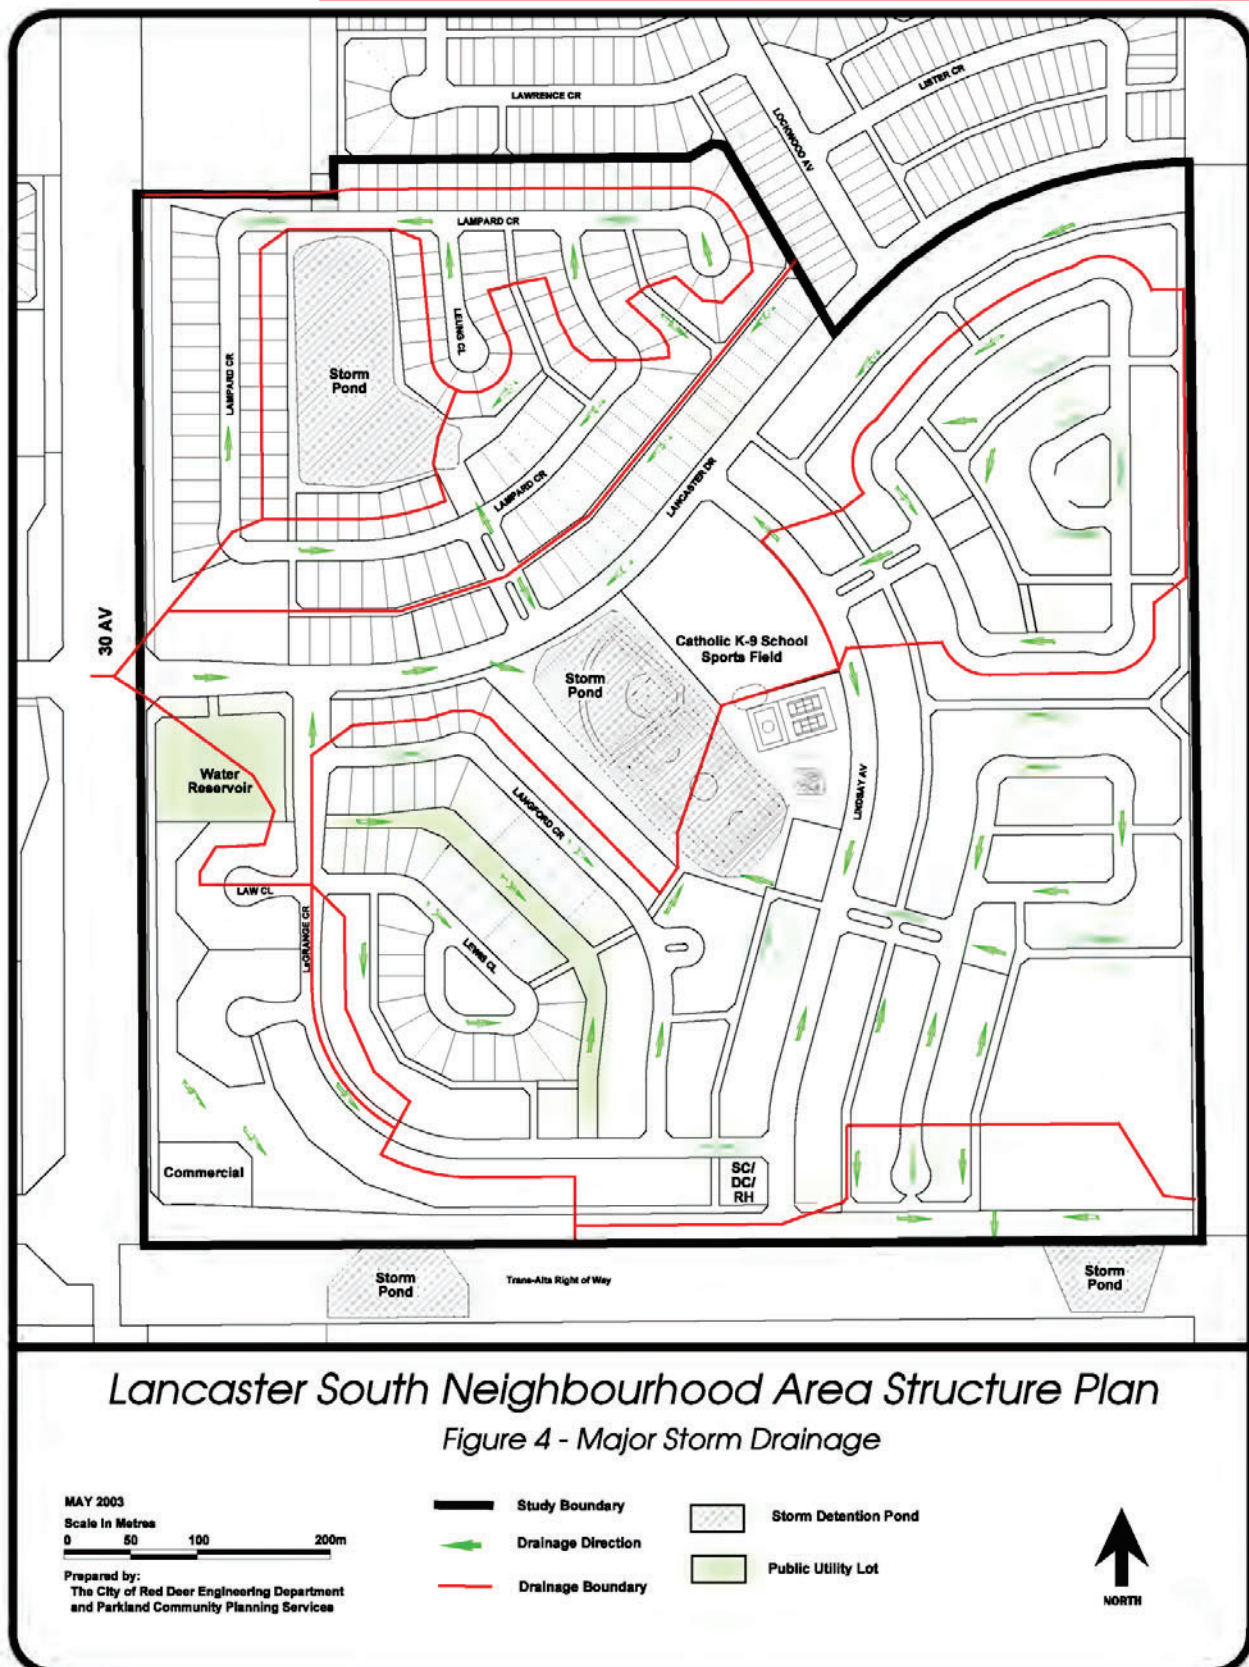 LAWRENCE CR
LISTER CR
LOCKWOOD AV
LAMPARD CR
LEUNG CL
LAMPARD CR
Storm
Pond
LAMPARD CR
LANCASTER DR
30 AV
Catholic K-9 School
Sports Field
Storm
Pond
Water
Reservoir
LANGFORD CR
LINDSAY AV
LAW CL
LeGRANGE CR
LEWIS CL
Commercial
SC/
DC/
RH
Storm
Pond
Trans-Alta Right of Way
Storm
Pond
Lancaster South Neighbourhood Area Structure Plan
Figure 4 - Major Storm Drainage
MAY 2003
Scale In Metres
0 50 100 200m
Prepared by:
The City of Red Deer Engineering Department
and Parkland Community Planning Services
Study Boundary
Drainage Direction
Drainage Boundary
Storm Detention Pond
Public Utility Lot
NORTH